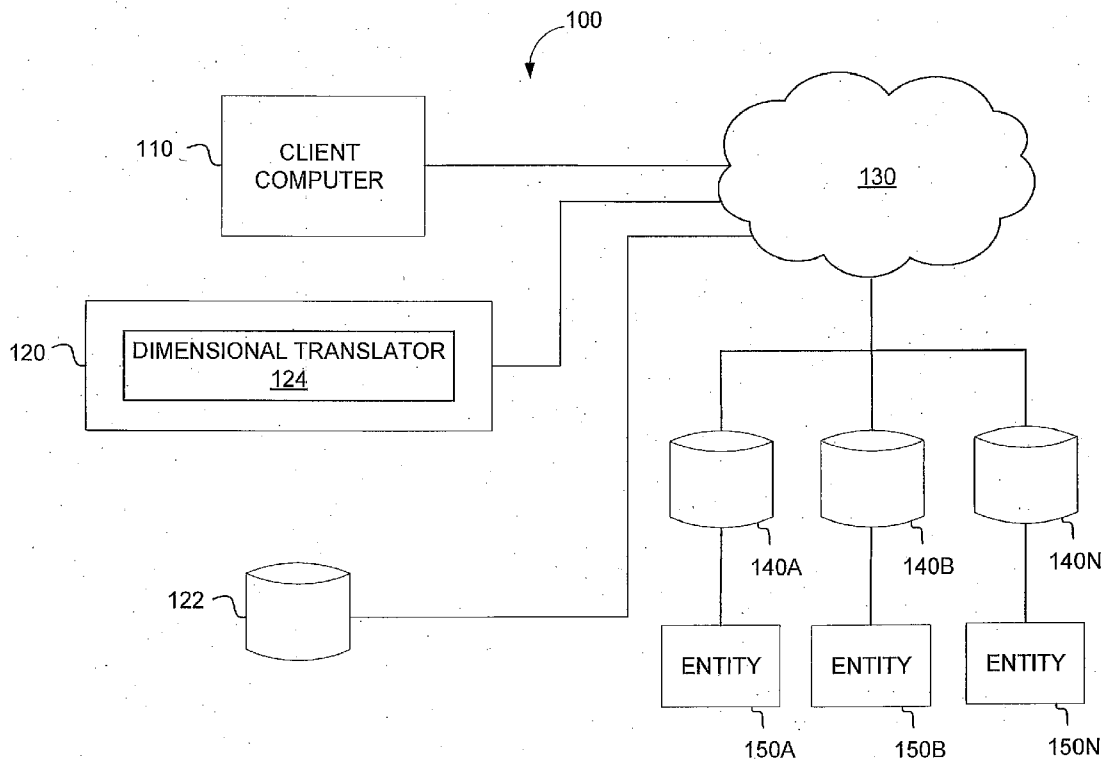 100
110
CLIENT
COMPUTER
130
120
DIMENSIONAL TRANSLATOR
124
140A
140B
140N
122
ENTITY
ENTITY
ENTITY
150A
150B
150N